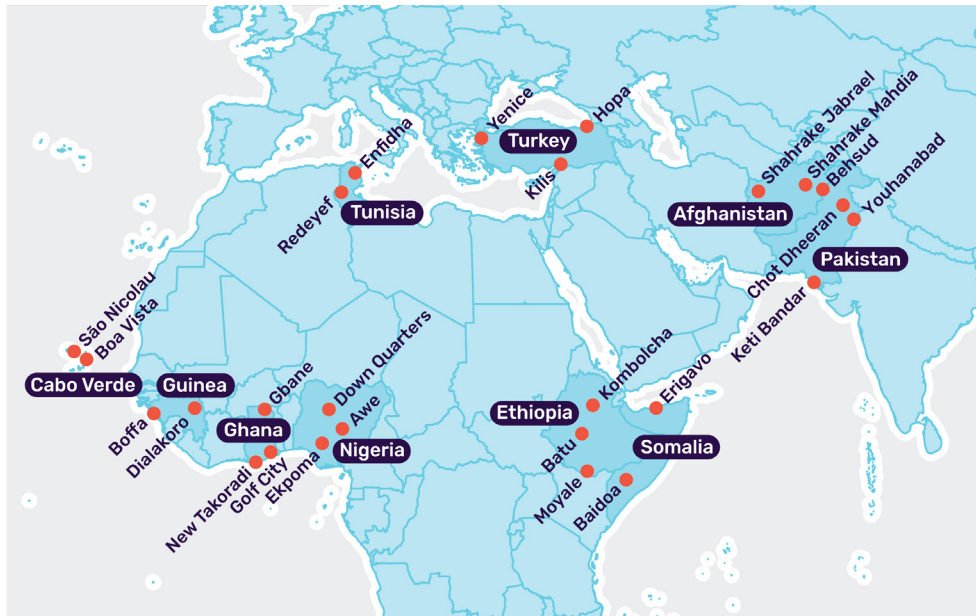 Hopa
Yenice
Turkey
Kilis
Enfidha
Redeyef
Tunisia
Shahrake Jabrael
Shahrake Mahdia
Behsud
Afghanistan
Chot Dheeran
Youhanabad
Pakistan
Keti Bandar
São Nicolau
Boa Vista
Cabo Verde
Guinea
Boffa
Dialakoro
Gbane
Ghana
New Takoradi
Golf City
Down Quarters
Awe
Ekpoma
Nigeria
Kombolcha
Ethiopia
Batu
Moyale
Erigavo
Somalia
Baidoa